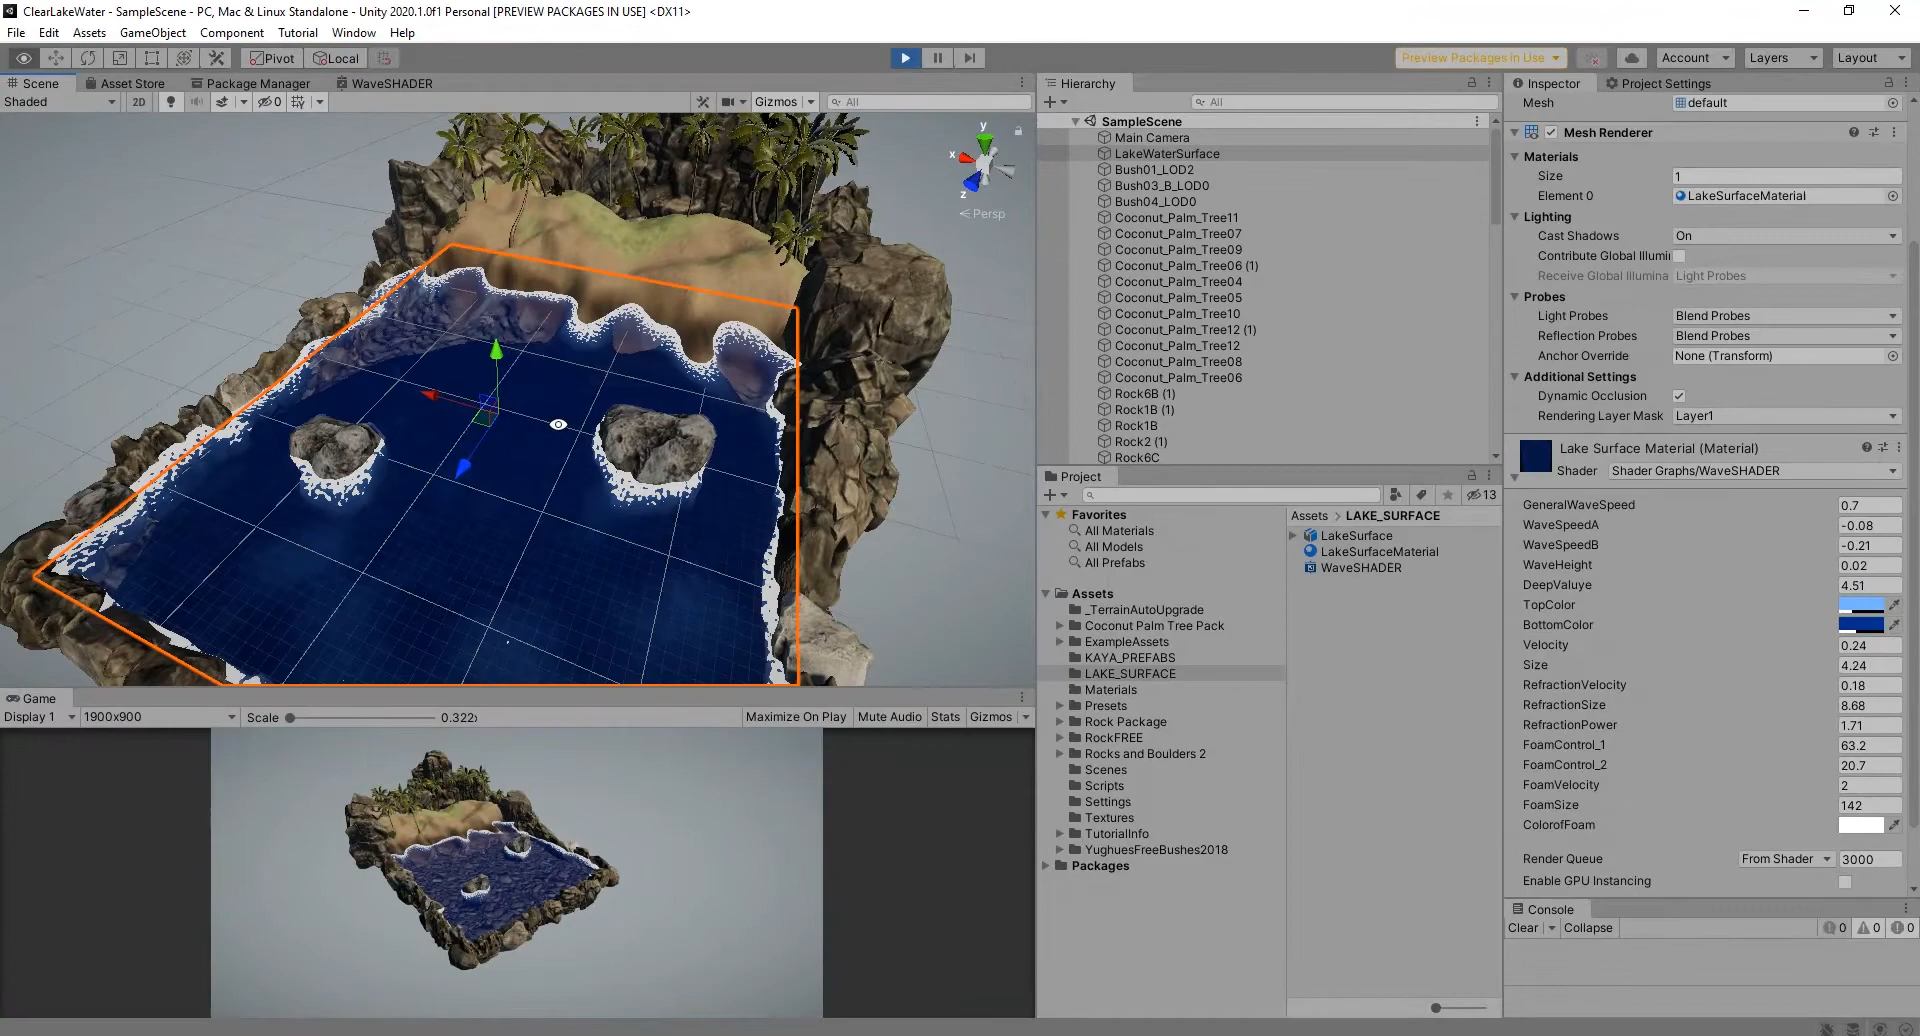 ClearLakeWater - SampleScene - PC, Mac & Linux Standalone - Unity 2020.1.0f1 Personal [PREVIEW PACKAGES IN USE] <DX11>
File Edit Assets GameObject Component Tutorial Window Help
Pivot Local Preview Packages in Use Account Layers Layout
Scene Asset Store Package Manager WaveSHADER
Shaded 2D 0 Gizmos All
y
x
z
Persp
Game
Display 1 1900x900 Scale 0.322x Maximize On Play Mute Audio Stats Gizmos
Hierarchy
All
SampleScene
Main Camera
LakeWaterSurface
Bush01_LOD2
Bush03_B_LOD0
Bush04_LOD0
Coconut_Palm_Tree11
Coconut_Palm_Tree07
Coconut_Palm_Tree09
Coconut_Palm_Tree06 (1)
Coconut_Palm_Tree04
Coconut_Palm_Tree05
Coconut_Palm_Tree10
Coconut_Palm_Tree12 (1)
Coconut_Palm_Tree12
Coconut_Palm_Tree08
Coconut_Palm_Tree06
Rock6B (1)
Rock1B (1)
Rock1B
Rock2 (1)
Rock6C
Project
13
Favorites
All Materials
All Models
All Prefabs
Assets
_TerrainAutoUpgrade
Coconut Palm Tree Pack
ExampleAssets
KAYA_PREFABS
LAKE_SURFACE
Materials
Presets
Rock Package
RockFREE
Rocks and Boulders 2
Scenes
Scripts
Settings
Textures
TutorialInfo
YughuesFreeBushes2018
Packages
Assets > LAKE_SURFACE
LakeSurface
LakeSurfaceMaterial
WaveSHADER
Inspector Project Settings
Mesh default
Mesh Renderer
Materials
Size 1
Element 0 LakeSurfaceMaterial
Lighting
Cast Shadows On
Contribute Global Illumi
Receive Global Illumina Light Probes
Probes
Light Probes Blend Probes
Reflection Probes Blend Probes
Anchor Override None (Transform)
Additional Settings
Dynamic Occlusion
Rendering Layer Mask Layer1
Lake Surface Material (Material)
Shader Shader Graphs/WaveSHADER
GeneralWaveSpeed 0.7
WaveSpeedA -0.08
WaveSpeedB -0.21
WaveHeight 0.02
DeepValuye 4.51
TopColor
BottomColor
Velocity 0.24
Size 4.24
RefractionVelocity 0.18
RefractionSize 8.68
RefractionPower 1.71
FoamControl_1 63.2
FoamControl_2 20.7
FoamVelocity 2
FoamSize 142
ColorofFoam
Render Queue From Shader 3000
Enable GPU Instancing
Console
Clear Collapse 0 0 0